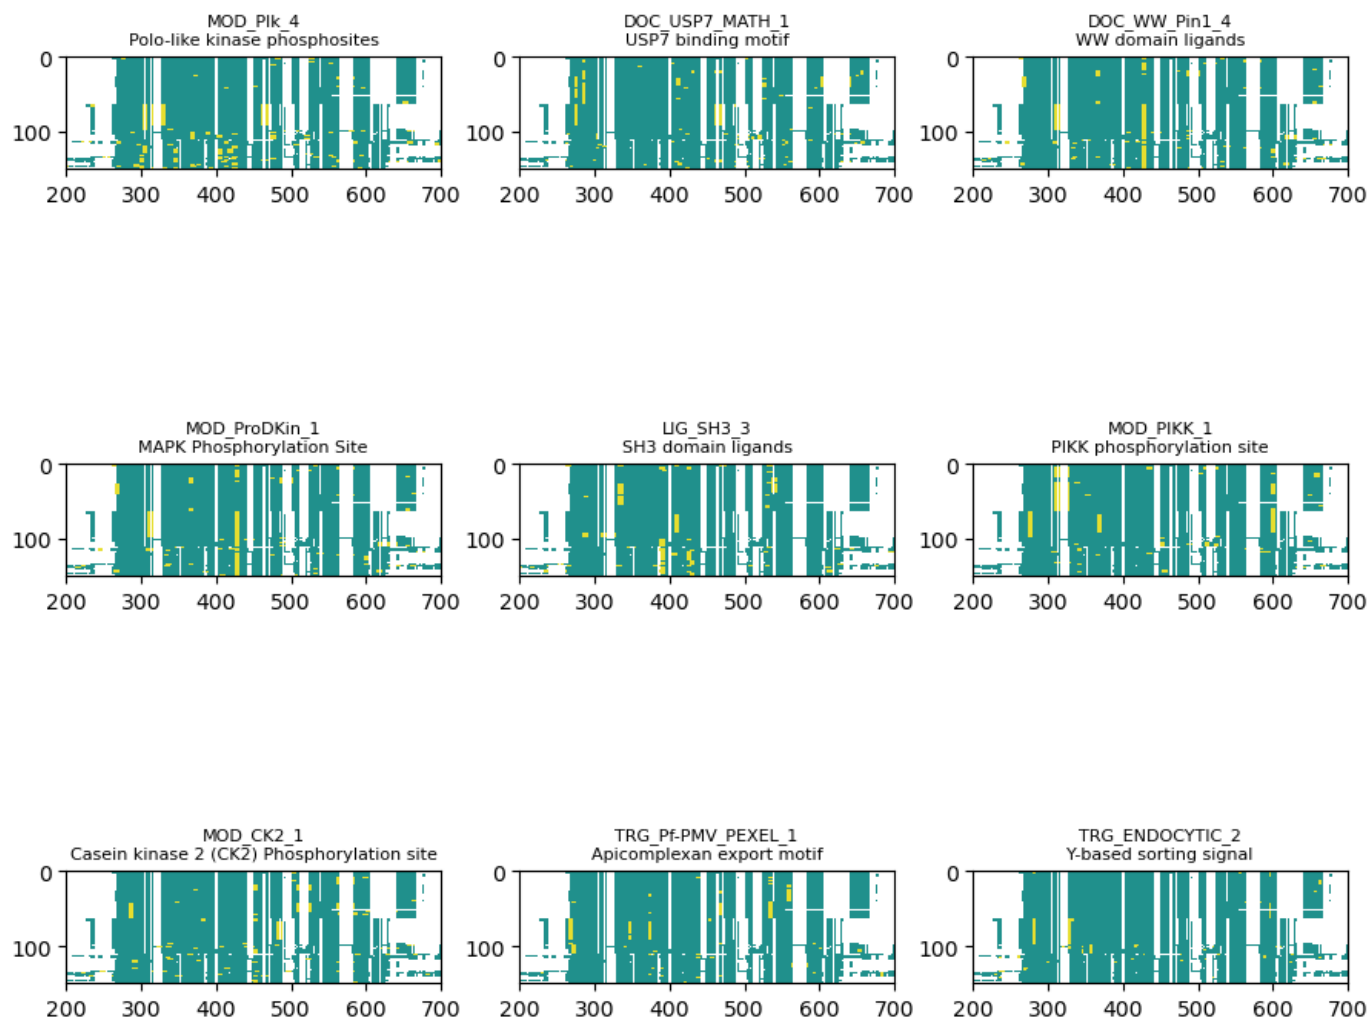 MOD_Plk_4
Polo-like kinase phosphosites
0
100
200 300 400 500 600 700
DOC_USP7_MATH_1
USP7 binding motif
0
100
200 300 400 500 600 700
DOC_WW_Pin1_4
WW domain ligands
0
100
200 300 400 500 600 700
MOD_ProDKin_1
MAPK Phosphorylation Site
0
100
200 300 400 500 600 700
LIG_SH3_3
SH3 domain ligands
0
100
200 300 400 500 600 700
MOD_PIKK_1
PIKK phosphorylation site
0
100
200 300 400 500 600 700
MOD_CK2_1
Casein kinase 2 (CK2) Phosphorylation site
0
100
200 300 400 500 600 700
TRG_Pf-PMV_PEXEL_1
Apicomplexan export motif
0
100
200 300 400 500 600 700
TRG_ENDOCYTIC_2
Y-based sorting signal
0
100
200 300 400 500 600 700